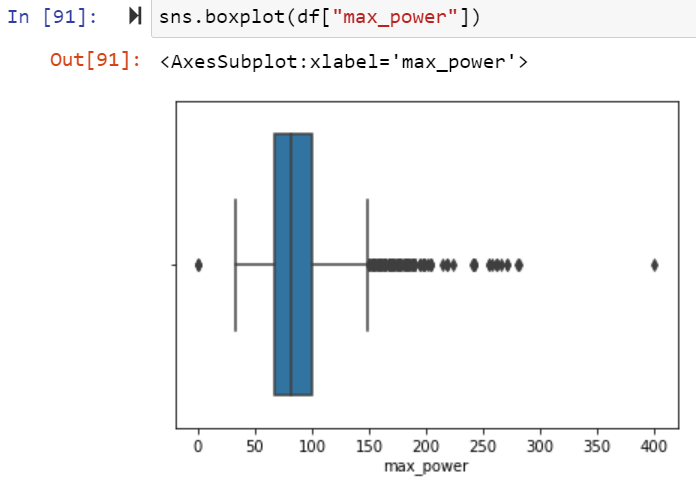 In [91]: sns.boxplot(df["max_power"])
Out[91]: <AxesSubplot:xlabel='max_power'>
0 50 100 150 200 250 300 350 400
max_power